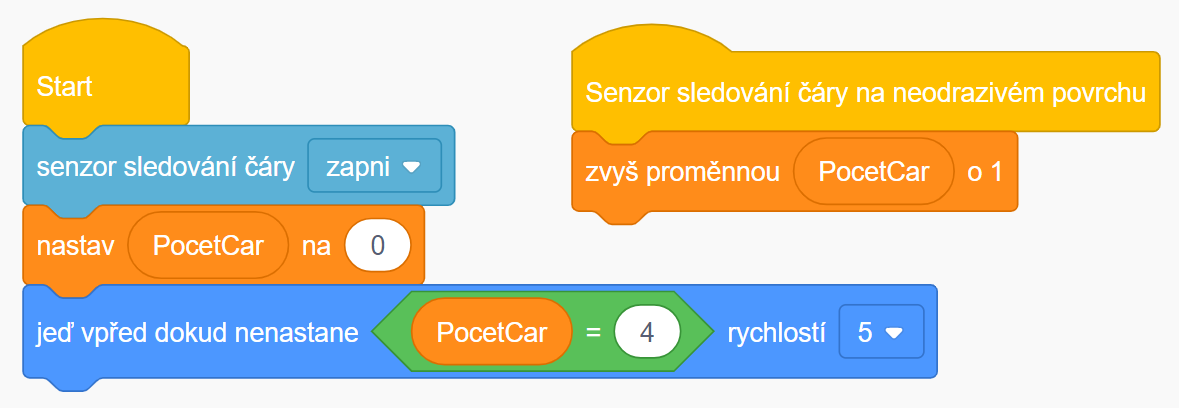 Start
senzor sledování čáry zapni
nastav PocetCar na 0
jeď vpřed dokud nenastane PocetCar = 4 rychlostí 5
Senzor sledování čáry na neodrazivém povrchu
zvyš proměnnou PocetCar o 1